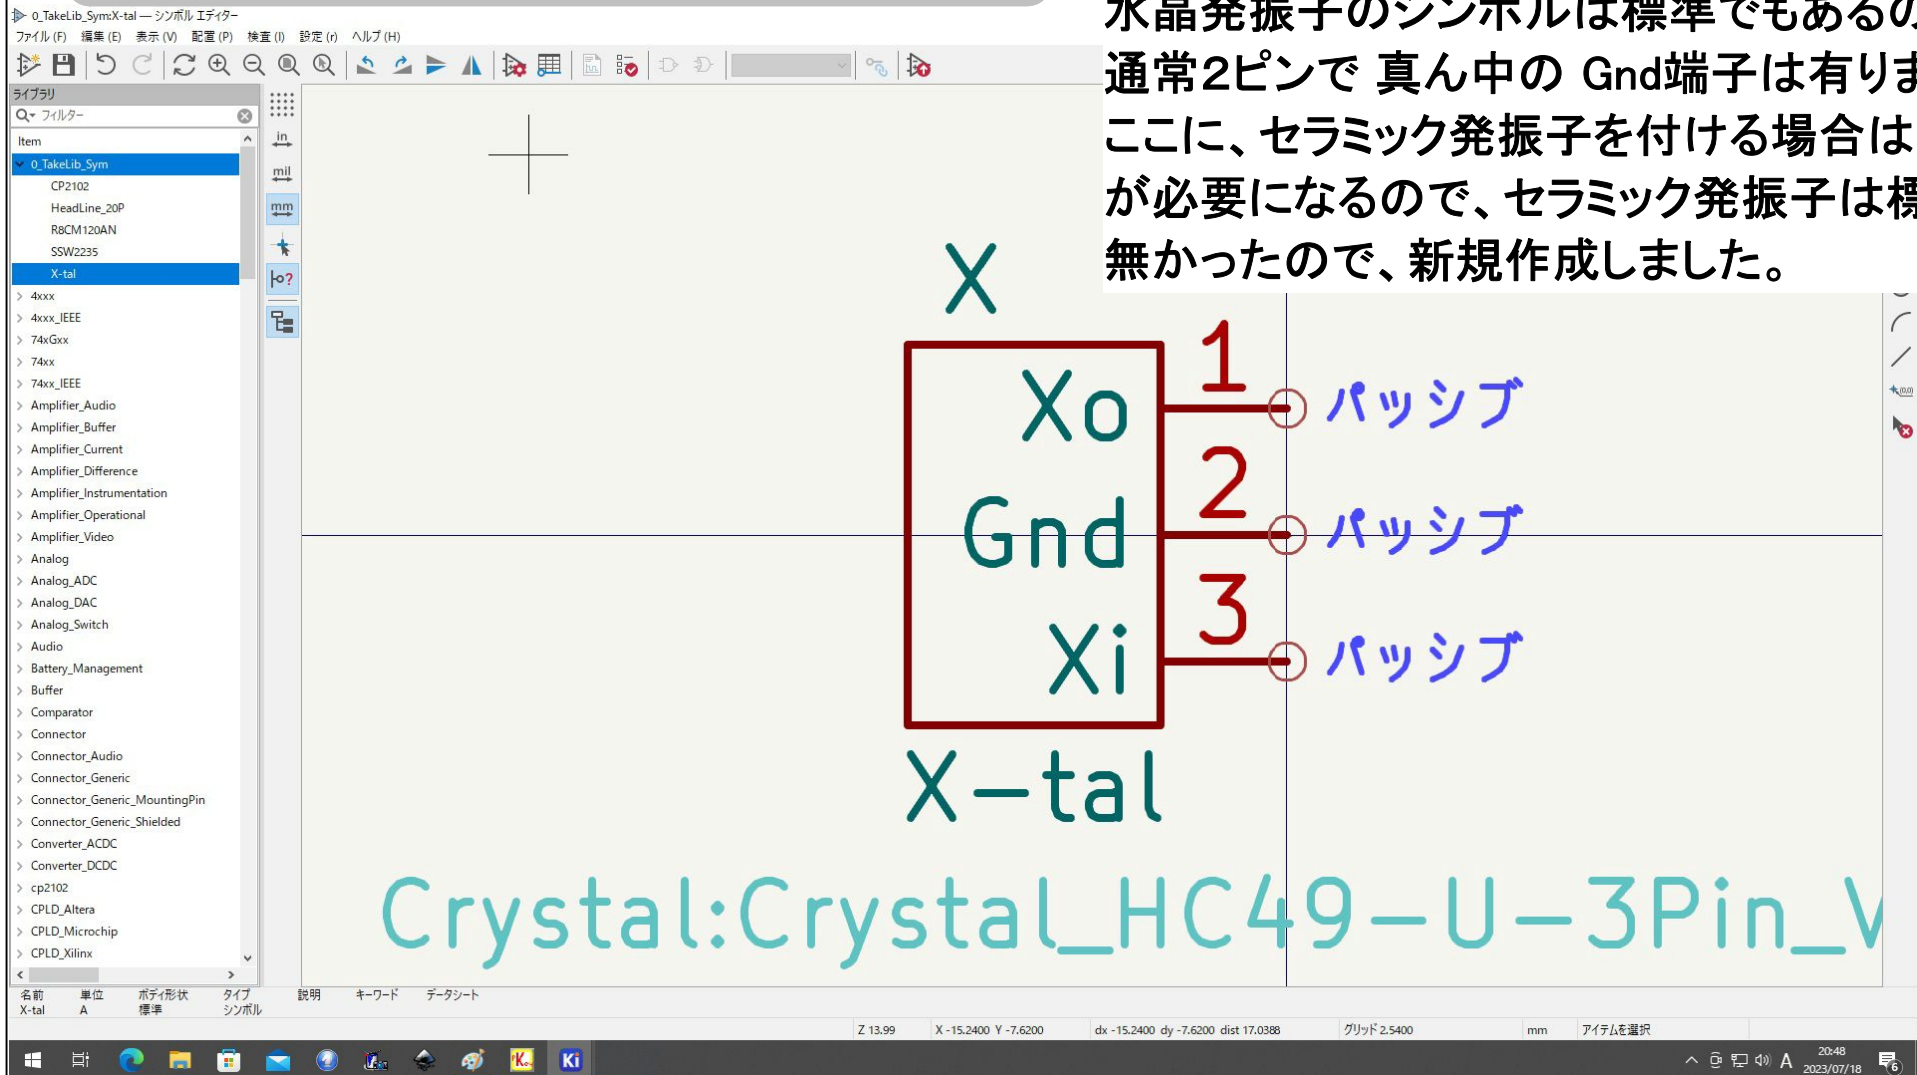 0_TakeLib_Sym:X-tal — シンボル エディター
ファイル(F) 編集(E) 表示(V) 配置(P) 検査(I) 設定(r) ヘルプ(H)
水晶発振子のシンボルは標準でもあるの
通常2ピンで 真ん中の Gnd端子は有りま
ここに、セラミック発振子を付ける場合は
が必要になるので、セラミック発振子は標
無かったので、新規作成しました。
ライブラリ
フィルター
Item
0_TakeLib_Sym
CP2102
HeadLine_20P
R8CM120AN
SSW2235
X-tal
4xxx
4xxx_IEEE
74xGxx
74xx
74xx_IEEE
Amplifier_Audio
Amplifier_Buffer
Amplifier_Current
Amplifier_Difference
Amplifier_Instrumentation
Amplifier_Operational
Amplifier_Video
Analog
Analog_ADC
Analog_DAC
Analog_Switch
Audio
Battery_Management
Buffer
Comparator
Connector
Connector_Audio
Connector_Generic
Connector_Generic_MountingPin
Connector_Generic_Shielded
Converter_ACDC
Converter_DCDC
cp2102
CPLD_Altera
CPLD_Microchip
CPLD_Xilinx
in
mil
mm
X
Xo 1 パッシブ
Gnd 2 パッシブ
Xi 3 パッシブ
X-tal
Crystal:Crystal_HC49-U-3Pin_V
(0,0)
名前 単位 ボディ形状 タイプ 説明 キーワード データシート
X-tal A 標準 シンボル
Z 13.99 X -15.2400 Y -7.6200 dx -15.2400 dy -7.6200 dist 17.0388 グリッド 2.5400 mm アイテムを選択
Ki
A 20:48
2023/07/18 6